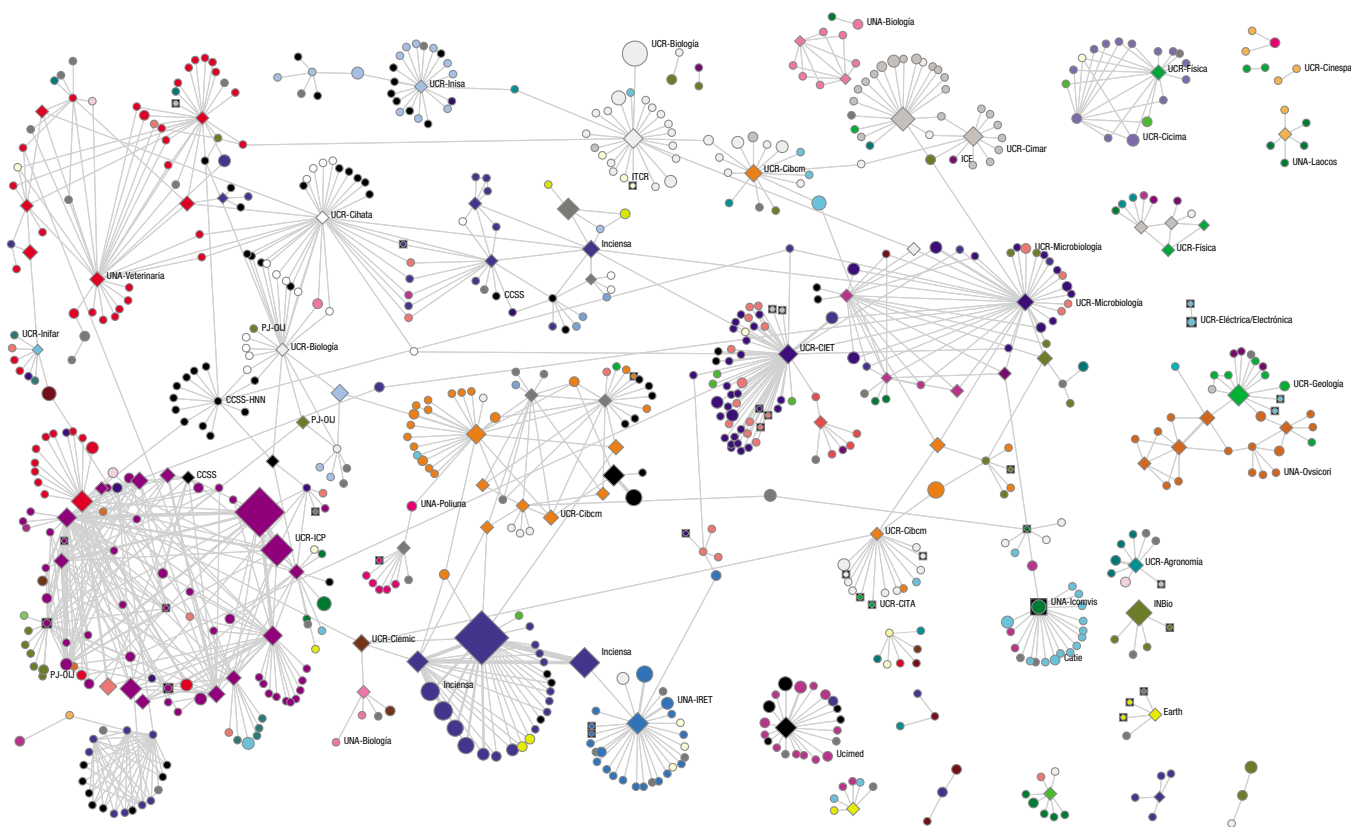 UNA-Biología
UCR-Biología
UCR-Física
UCR-Cinespa
UCR-Inisa
UCR-Cicima
UCR-Cimar
ICE
UNA-Laocos
UCR-Cibcm
ITCR
UCR-Cihata
Inciensa
UCR-Microbiología
UCR-Física
UNA-Veterinaria
CCSS
UCR-Microbiología
UCR-Eléctrica/Electrónica
PJ-OIJ
UCR-Inifar
UCR-Biología
UCR-CIET
UCR-Geología
CCSS-HNN
PJ-OIJ
UNA-Ovsicori
CCSS
UNA-Poliuna
UCR-Cibcm
UCR-Cibcm
UCR-ICP
UCR-Agronomía
UCR-CITA
UNA-Icomvis
INBio
UCR-Ciemic
Inciensa
Catie
PJ-OIJ
Inciensa
UNA-IRET
Earth
UNA-Biología
Ucimed